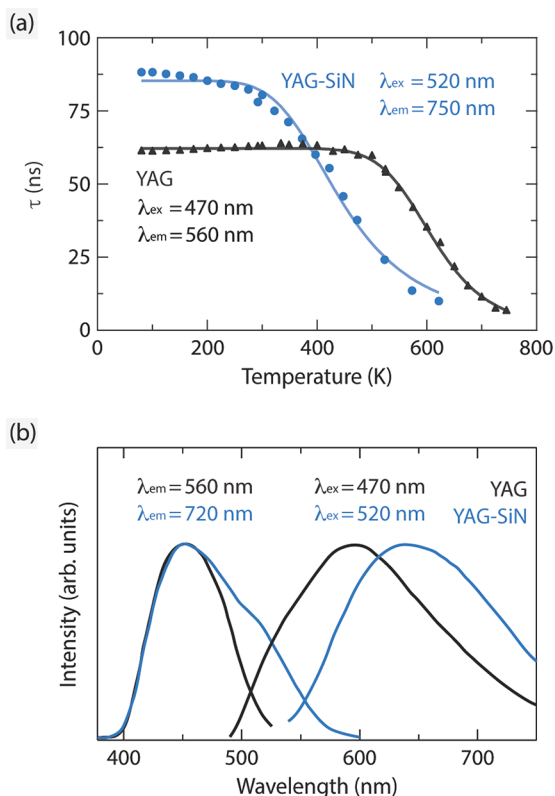 (a)
100
75
50
25
0
τ (ns)
YAG-SiN
λex = 520 nm
λem = 750 nm
YAG
λex = 470 nm
λem = 560 nm
0 200 400 600 800
Temperature (K)
(b)
λem = 560 nm λex = 470 nm YAG
λem = 720 nm λex = 520 nm YAG-SiN
Intensity (arb. units)
400 500 600 700
Wavelength (nm)